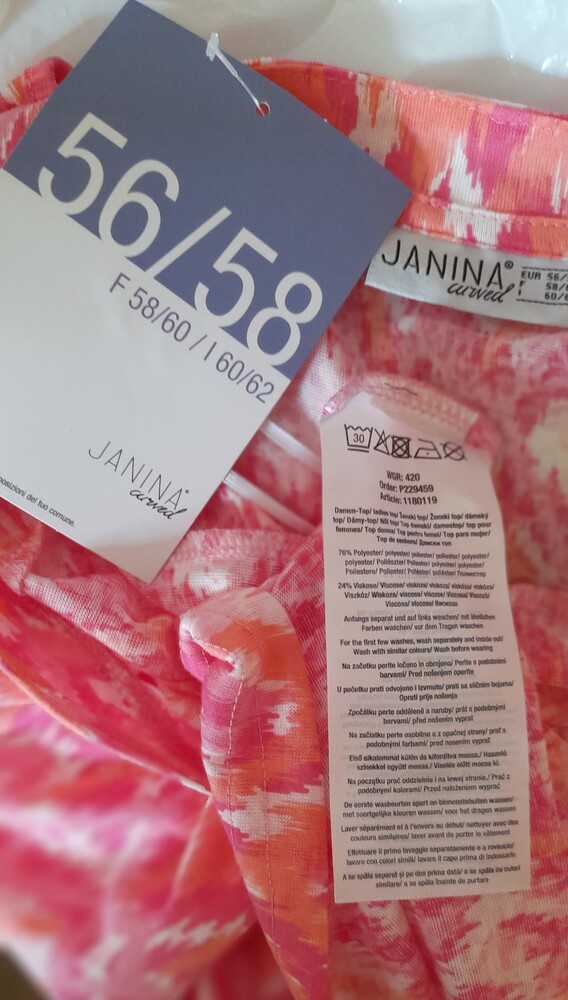 56/58
F 58/60 / I 60/62
JANINA®
curved
del tuo comune.
JANINA®
curved
EUR 56/
F 58/
I 60/
30
WGR: 420
Order: P229459
Article: 1180119
Damen-Top/ ladies top/ Ženski top/ Ženski top/ dámský
top/ Dámy-top/ Női top/ Top damski/ damestop/ top pour
femmes/ Top donna/ Top pentru femei/ Top para mujer/
Top de senhora/ Дамски топ
76% Polyester/ polyester/ poliester/ poliester/ polyester/
polyester/ Poliészter/ Poliester/ polyester/ polyester/
Poliestere/ Poliester/ Poliéster/ poliéster/ Полиестер
24% Viskose/ Viscose/ viskoza/ viskoza/ viskóza/
Viszkóz/ Wiskoza/ viscose/ viscose/ Viscosa/
Viscosa/ viscose/ Вискоза
Anfangs separat und auf links waschen/ mit ähnlichen
Farben waschen/ vor dem Tragen waschen
For the first few washes, wash separately and inside out/
Wash with similar colours/ Wash before wearing
Na začetku perite ločeno in obrnjeno/ Perite s podobnimi
barvami/ Pred nošenjem operite
U početku prati odvojeno i izvrnuto/ prati sa sličnim bojama/
Oprati prije nošenja
Zpočátku perte odděleně a naruby/ prát s podobnými
barvami/ před nošením vyprat
Na začiatku perte osobitne a z opačnej strany/ prať s
podobnými farbami/ pred nosením vyprať
Első alkalommal külön és kifordítva mossa./ Hasonló
színekkel együtt mossa./ Viselés előtt mossa ki.
Na początku prać oddzielnie i na lewej stronie./ Prać z
podobnymi kolorami/ Przed nałożeniem wyprać
De eerste wasbeurten apart en binnenstebuiten wassen/
met soortgelijke kleuren wassen/ voor het dragen wassen
Laver séparément et à l'envers au début/ nettoyer avec des
couleurs similaires/ laver avant de porter le vêtement
Effettuare il primo lavaggio separatamente e a rovescio/
lavare con colori simili/ lavare il capo prima di indossarlo
A se spăla separat și pe dos prima dată/ a se spăla cu culori
similare/ a se spăla înainte de purtare